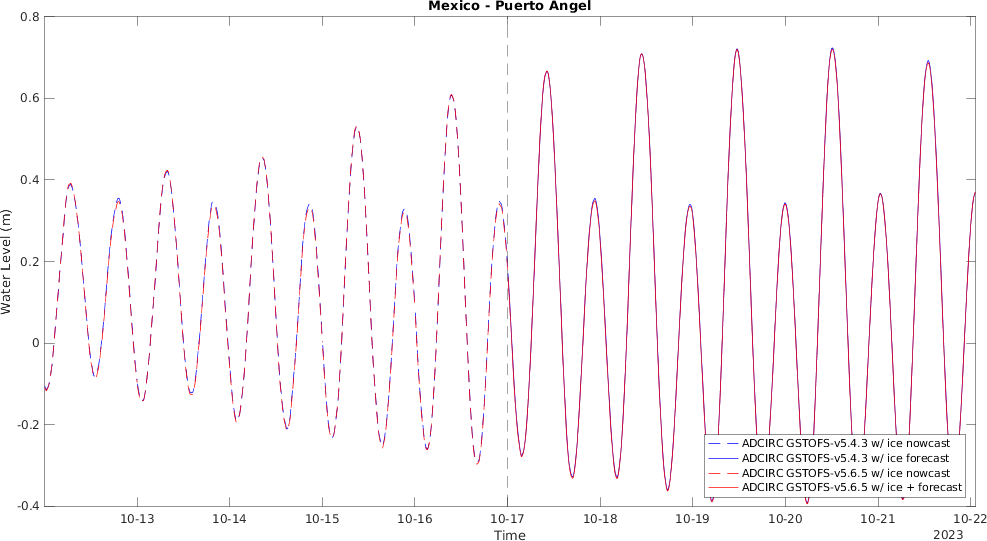 Mexico - Puerto Angel
0.8
0.6
0.4
0.2
0
-0.2
-0.4
Water Level (m)
ADCIRC GSTOFS-v5.4.3 w/ ice nowcast
ADCIRC GSTOFS-v5.4.3 w/ ice forecast
ADCIRC GSTOFS-v5.6.5 w/ ice nowcast
ADCIRC GSTOFS-v5.6.5 w/ ice + forecast
10-13 10-14 10-15 10-16 10-17 10-18 10-19 10-20 10-21 10-22
Time
2023